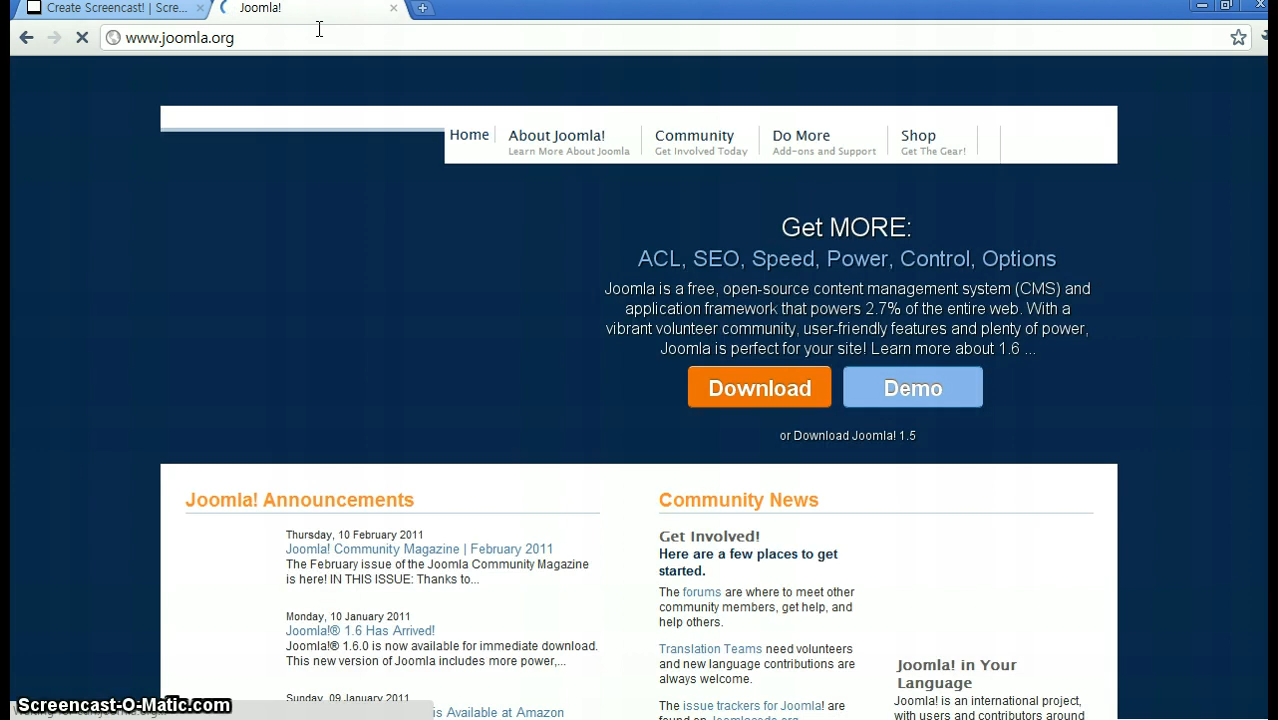 Create Screencast! | Scre...
Joomla!
www.joomla.org
Home
About Joomla!
Learn More About Joomla
Community
Get Involved Today
Do More
Add-ons and Support
Shop
Get The Gear!
Get MORE:
ACL, SEO, Speed, Power, Control, Options
Joomla is a free, open-source content management system (CMS) and
application framework that powers 2.7% of the entire web. With a
vibrant volunteer community, user-friendly features and plenty of power,
Joomla is perfect for your site! Learn more about 1.6 ...
Download
Demo
or Download Joomla! 1.5
Joomla! Announcements
Thursday, 10 February 2011
Joomla! Community Magazine | February 2011
The February issue of the Joomla Community Magazine
is here! IN THIS ISSUE: Thanks to...
Monday, 10 January 2011
Joomla!® 1.6 Has Arrived!
Joomla!® 1.6.0 is now available for immediate download.
This new version of Joomla includes more power,...
Sunday, 09 January 2011
is Available at Amazon
Community News
Get Involved!
Here are a few places to get
started.
The forums are where to meet other
community members, get help, and
help others.
Translation Teams need volunteers
and new language contributions are
always welcome.
The issue trackers for Joomla! are
found on Joomlacode.org
Joomla! in Your
Language
Joomla! is an international project,
with users and contributors around
Screencast-O-Matic.com